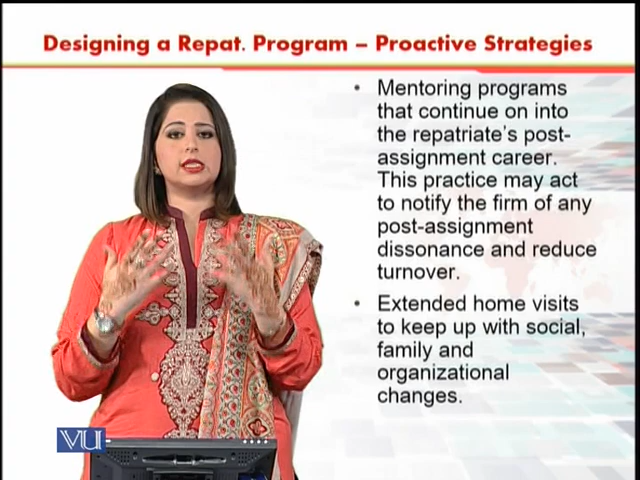 Designing a Repat. Program – Proactive Strategies
• Mentoring programs
that continue on into
the repatriate's post-
assignment career.
This practice may act
to notify the firm of any
post-assignment
dissonance and reduce
turnover.
• Extended home visits
to keep up with social,
family and
organizational
changes.
VU